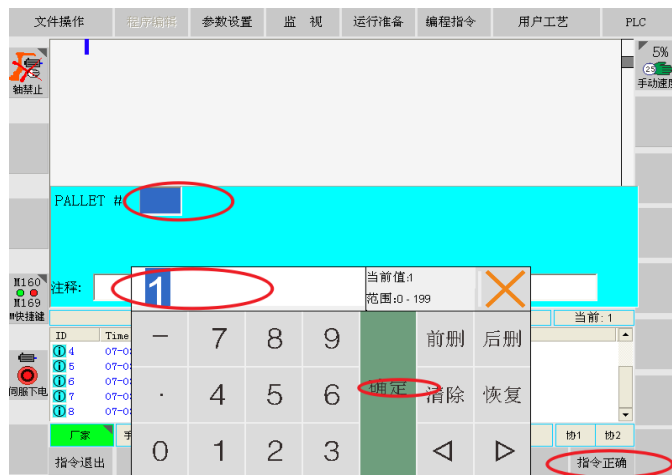 文件操作 程序编辑 参数设置 监 视 运行准备 编程指令 用户工艺 PLC
5%
25
手动速度
轴禁止
PALLET #
M160
M169
M快捷键
注释:
1
当前值:1
范围:0 - 199
当前: 1
ID Time
4 07-0
5 07-0
6 07-0
7 07-0
8 07-0
伺服下电
- 7 8 9 确定 前删 后删
. 4 5 6 清除 恢复
0 1 2 3
厂家 手 协1 协2
指令退出 指令正确